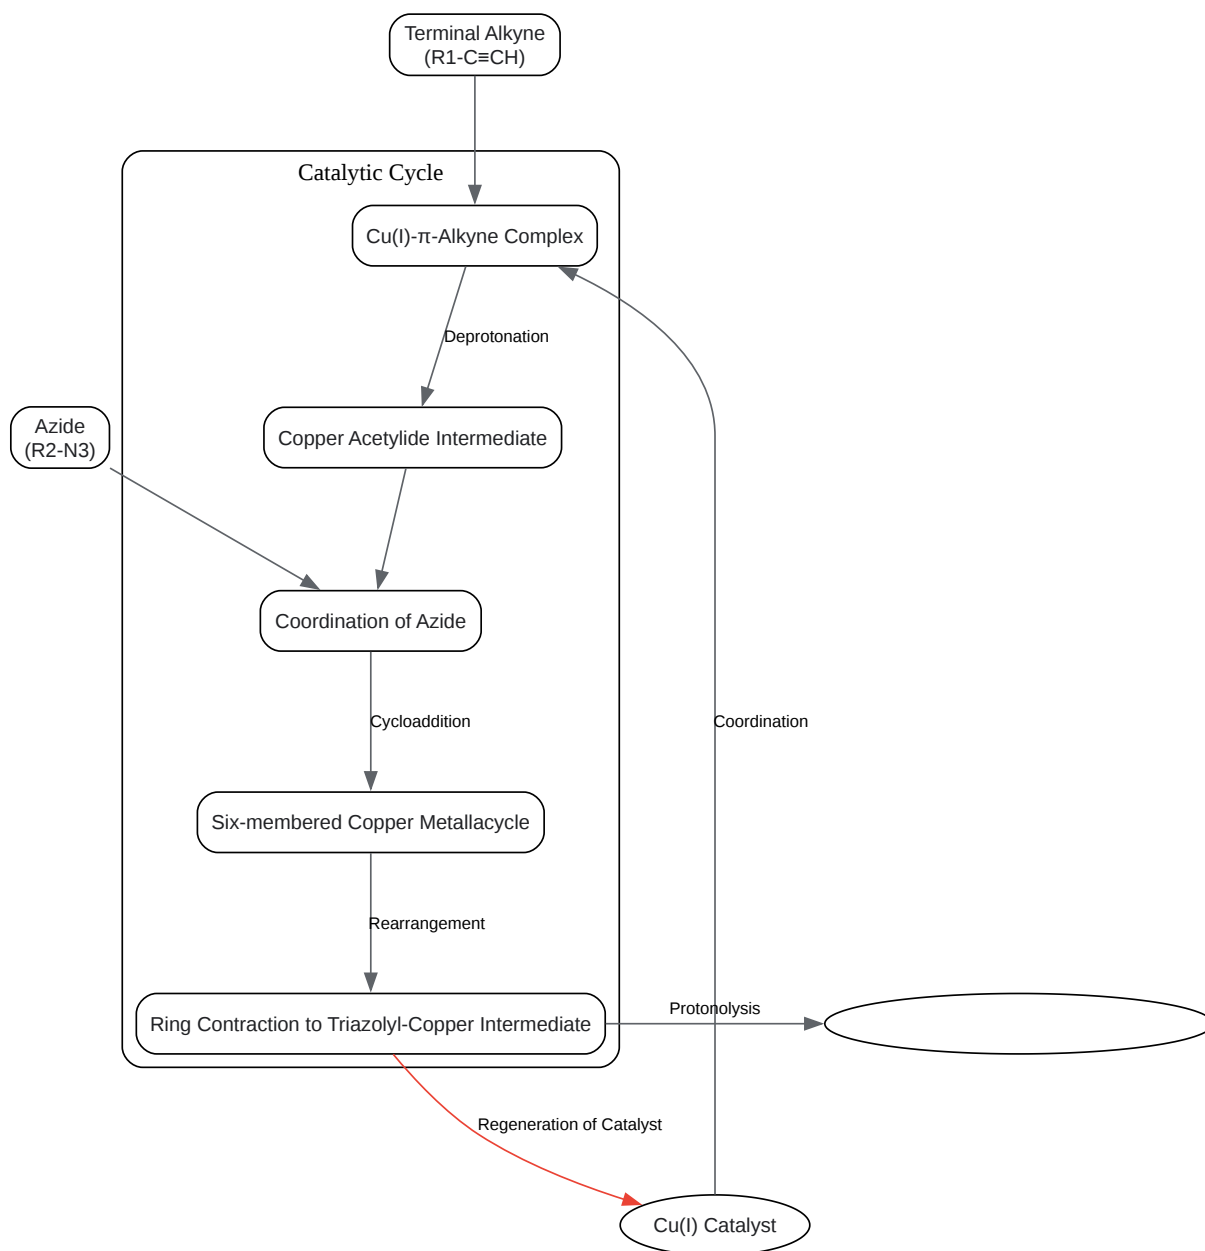 Terminal Alkyne
(R1-C≡CH)
Catalytic Cycle
Cu(I)-π-Alkyne Complex
Deprotonation
Azide
(R2-N3)
Copper Acetylide Intermediate
Coordination of Azide
Cycloaddition
Coordination
Six-membered Copper Metallacycle
Rearrangement
Ring Contraction to Triazolyl-Copper Intermediate
Protonolysis
Regeneration of Catalyst
Cu(I) Catalyst